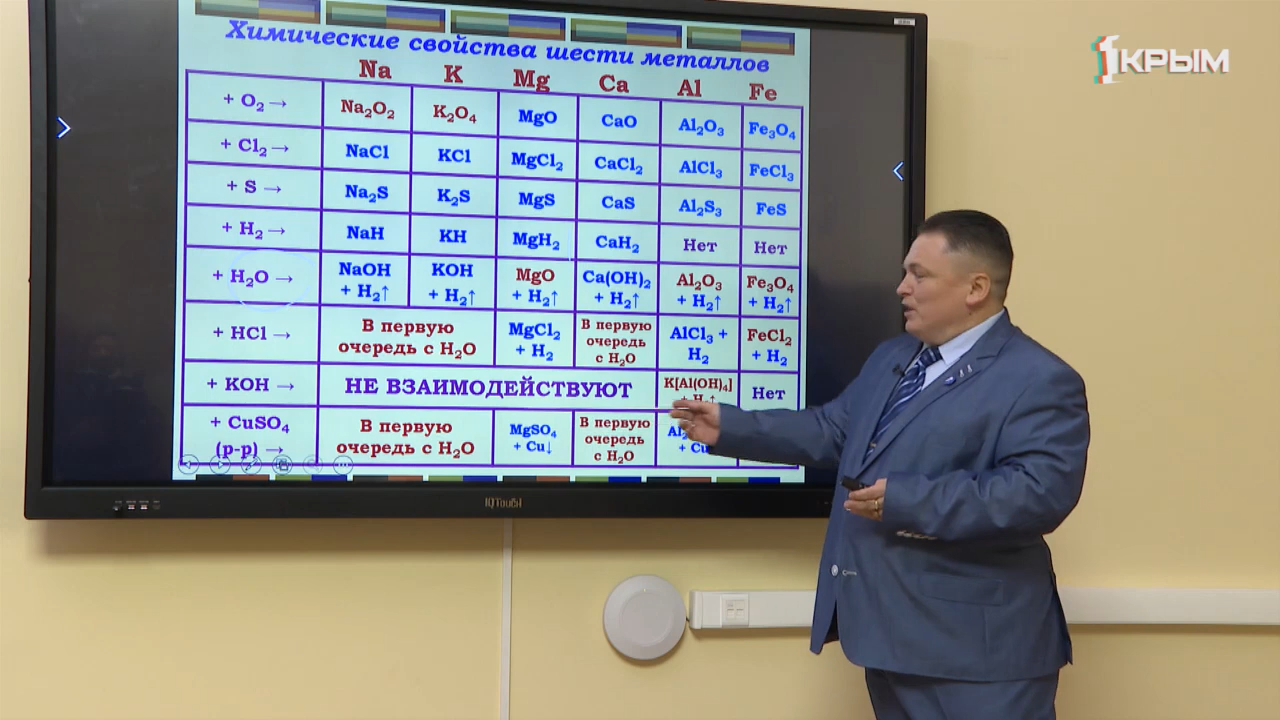 1КРЫМ
Химические свойства шести металлов
Na K Mg Ca Al Fe
+ O₂ → Na₂O₂ K₂O₄ MgO CaO Al₂O₃ Fe₃O₄
+ Cl₂ → NaCl KCl MgCl₂ CaCl₂ AlCl₃ FeCl₃
+ S → Na₂S K₂S MgS CaS Al₂S₃ FeS
+ H₂ → NaH KH MgH₂ CaH₂ Нет Нет
+ H₂O → NaOH + H₂↑ KOH + H₂↑ MgO + H₂↑ Ca(OH)₂ + H₂↑ Al₂O₃ + H₂↑ Fe₃O₄ + H₂↑
+ HCl → В первую очередь с H₂O MgCl₂ + H₂ В первую очередь с H₂O AlCl₃ + H₂ FeCl₂ + H₂
+ KOH → НЕ ВЗАИМОДЕЙСТВУЮТ K[Al(OH)₄] + H₂↑ Нет
+ CuSO₄ (р-р) → В первую очередь с H₂O MgSO₄ + Cu↓ В первую очередь с H₂O + Cu
IQTouch